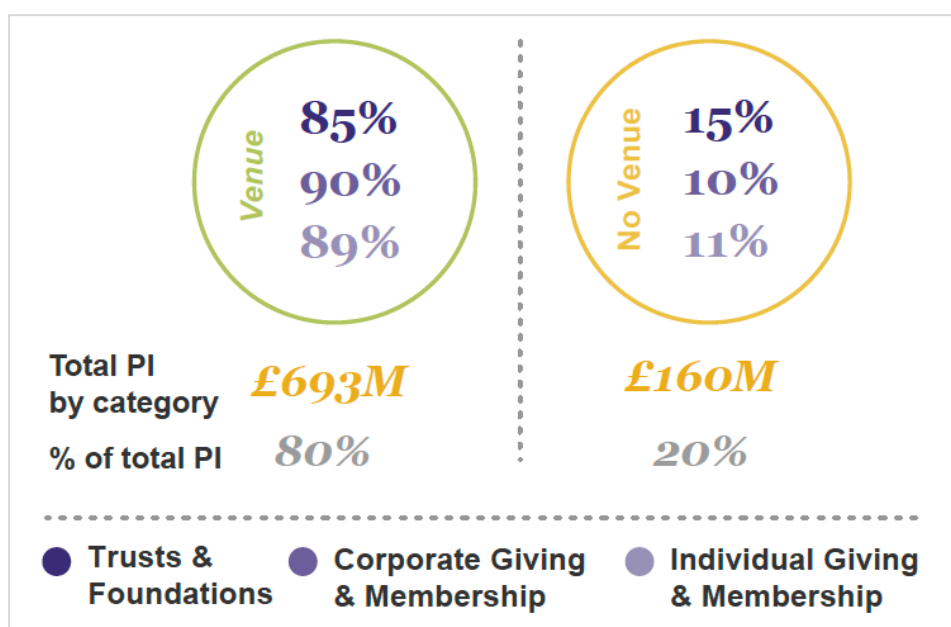 Venue
85%
90%
89%
No Venue
15%
10%
11%
Total PI
by category
£693M
£160M
% of total PI
80%
20%
Trusts &
Foundations
Corporate Giving
& Membership
Individual Giving
& Membership